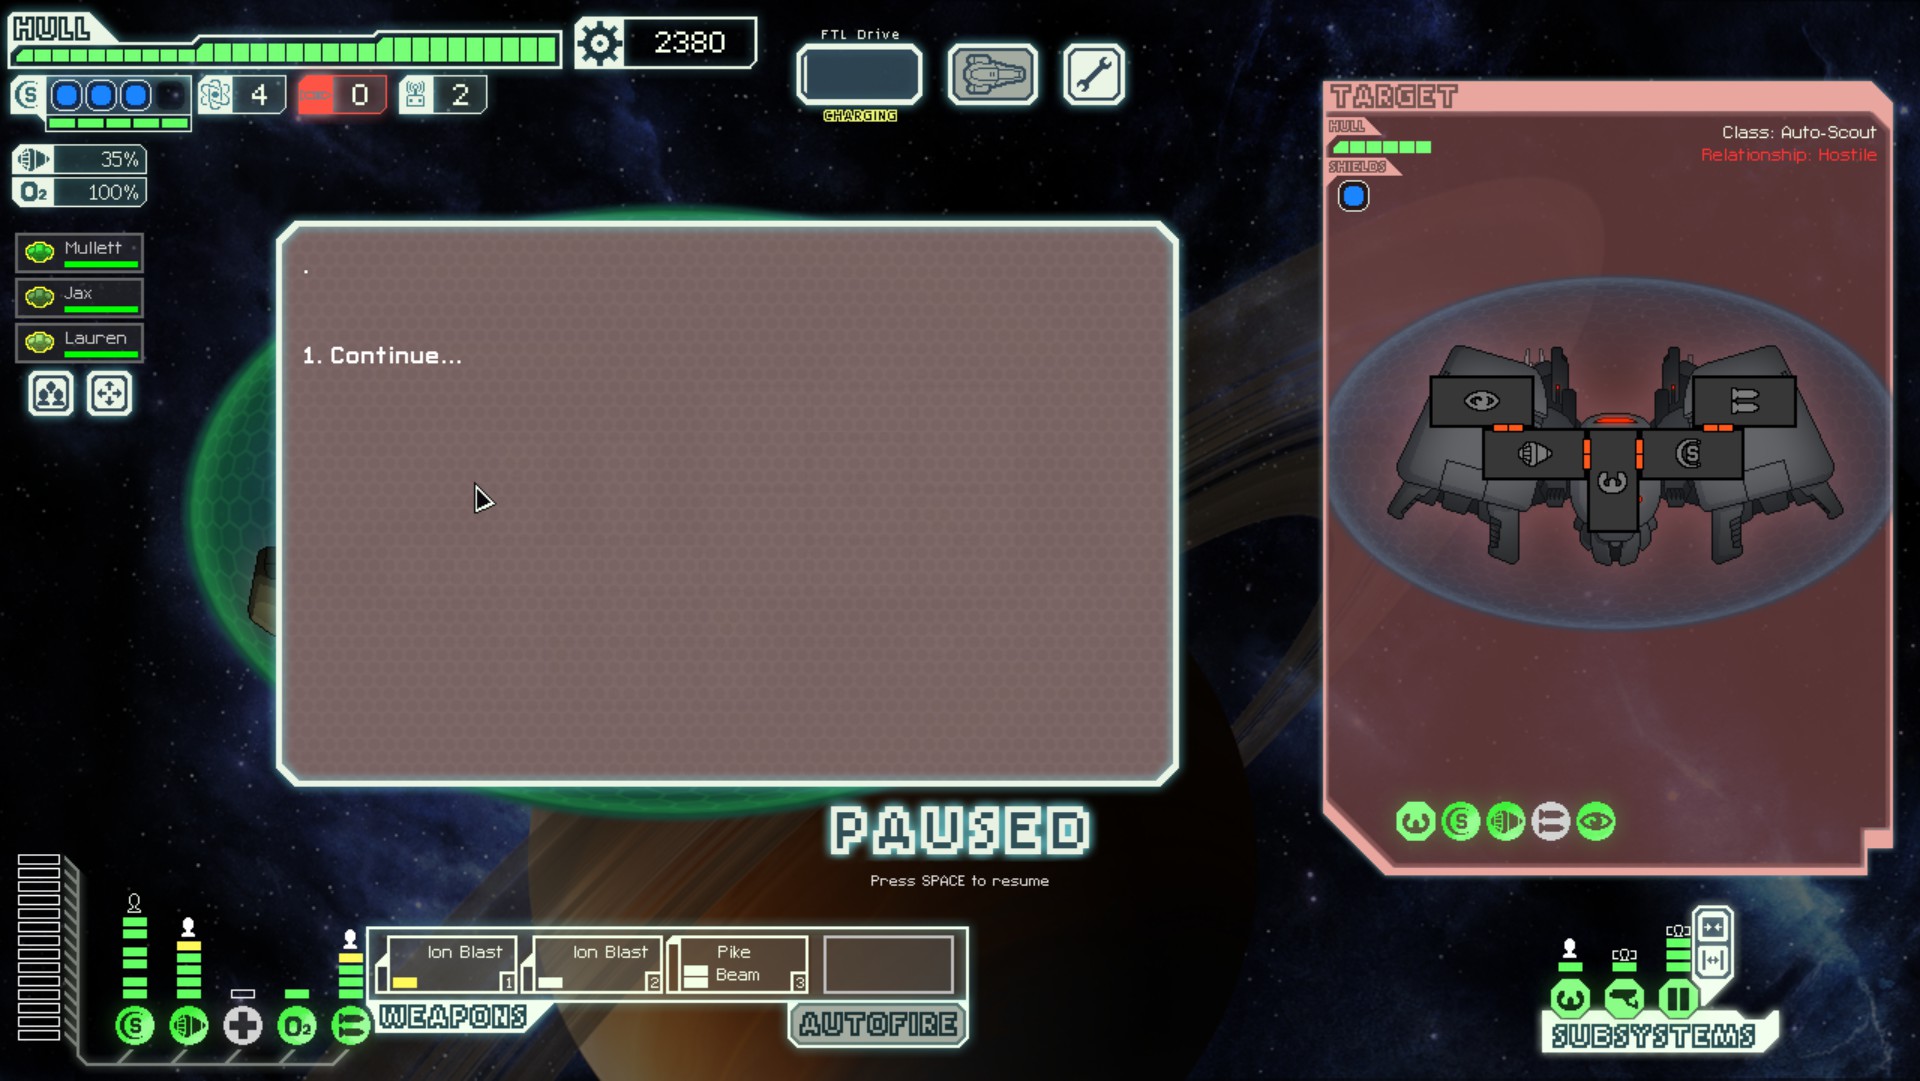 HULL
2380
FTL Drive
CHARGING
4
0
2
35%
O2
100%
Mullett
Jax
Lauren
.
1. Continue...
PAUSED
Press SPACE to resume
TARGET
HULL
Class: Auto-Scout
Relationship: Hostile
SHIELDS
S
S
Ion Blast
1
Ion Blast
2
Pike
Beam
3
S
O2
WEAPONS
AUTOFIRE
SUBSYSTEMS